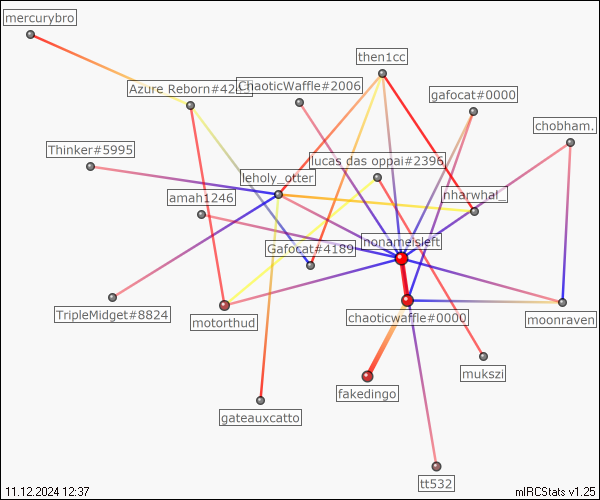 mercurybro
then1cc
Azure Reborn#42
ChaoticWaffle#2006
gafocat#0000
chobham.
Thinker#5995
lucas das oppai#2396
leholy_otter
amah1246
nharwhal_
nonameisleft
Gafocat#4189
TripleMidget#8824
motorthud
chaoticwaffle#0000
moonraven
mukszi
fakedingo
gateauxcatto
tt532
11.12.2024 12:37
mIRCStats v1.25